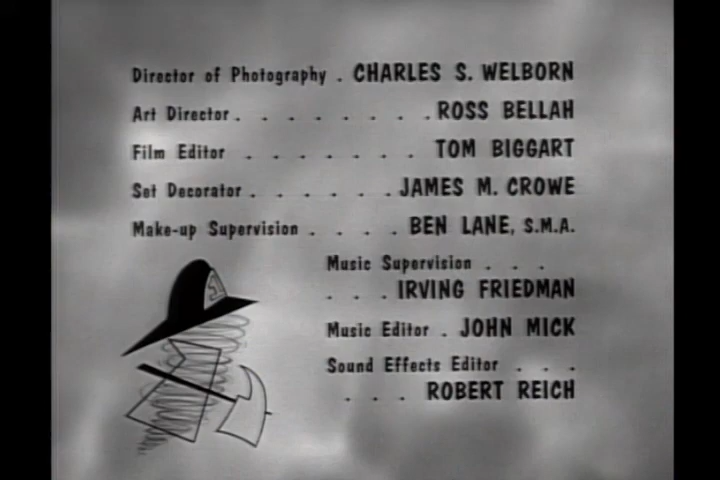 Director of Photography . CHARLES S. WELBORN
Art Director . . . . . . . . ROSS BELLAH
Film Editor . . . . . . . TOM BIGGART
Set Decorator . . . . . . JAMES M. CROWE
Make-up Supervision . . . . BEN LANE, S.M.A.
Music Supervision . . .
. . . IRVING FRIEDMAN
Music Editor . JOHN MICK
Sound Effects Editor . . .
. . . ROBERT REICH
1